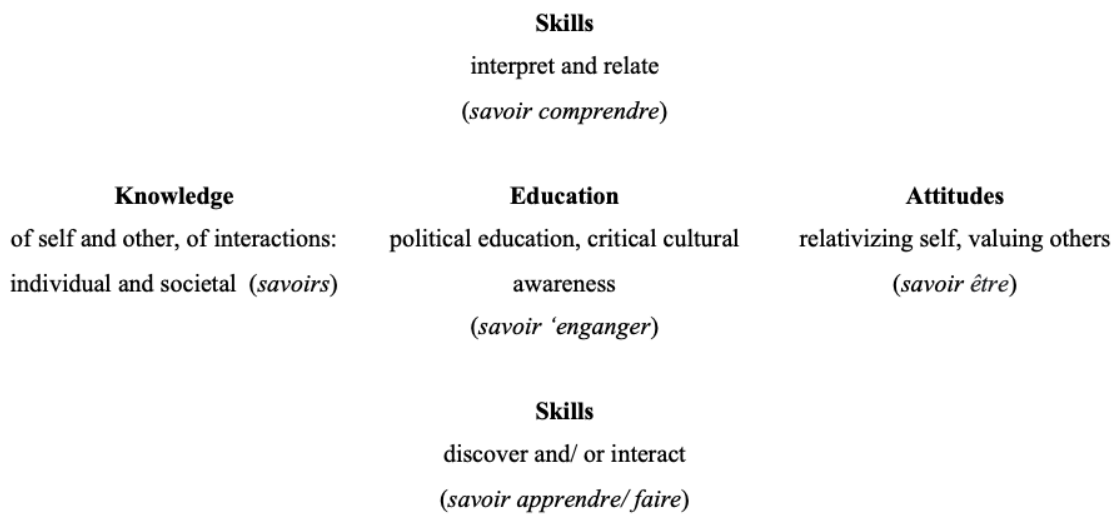 Skills
interpret and relate
(savoir comprendre)
Knowledge
of self and other, of interactions:
individual and societal (savoirs)
Education
political education, critical cultural
awareness
(savoir ‘enganger)
Attitudes
relativizing self, valuing others
(savoir être)
Skills
discover and/ or interact
(savoir apprendre/ faire)